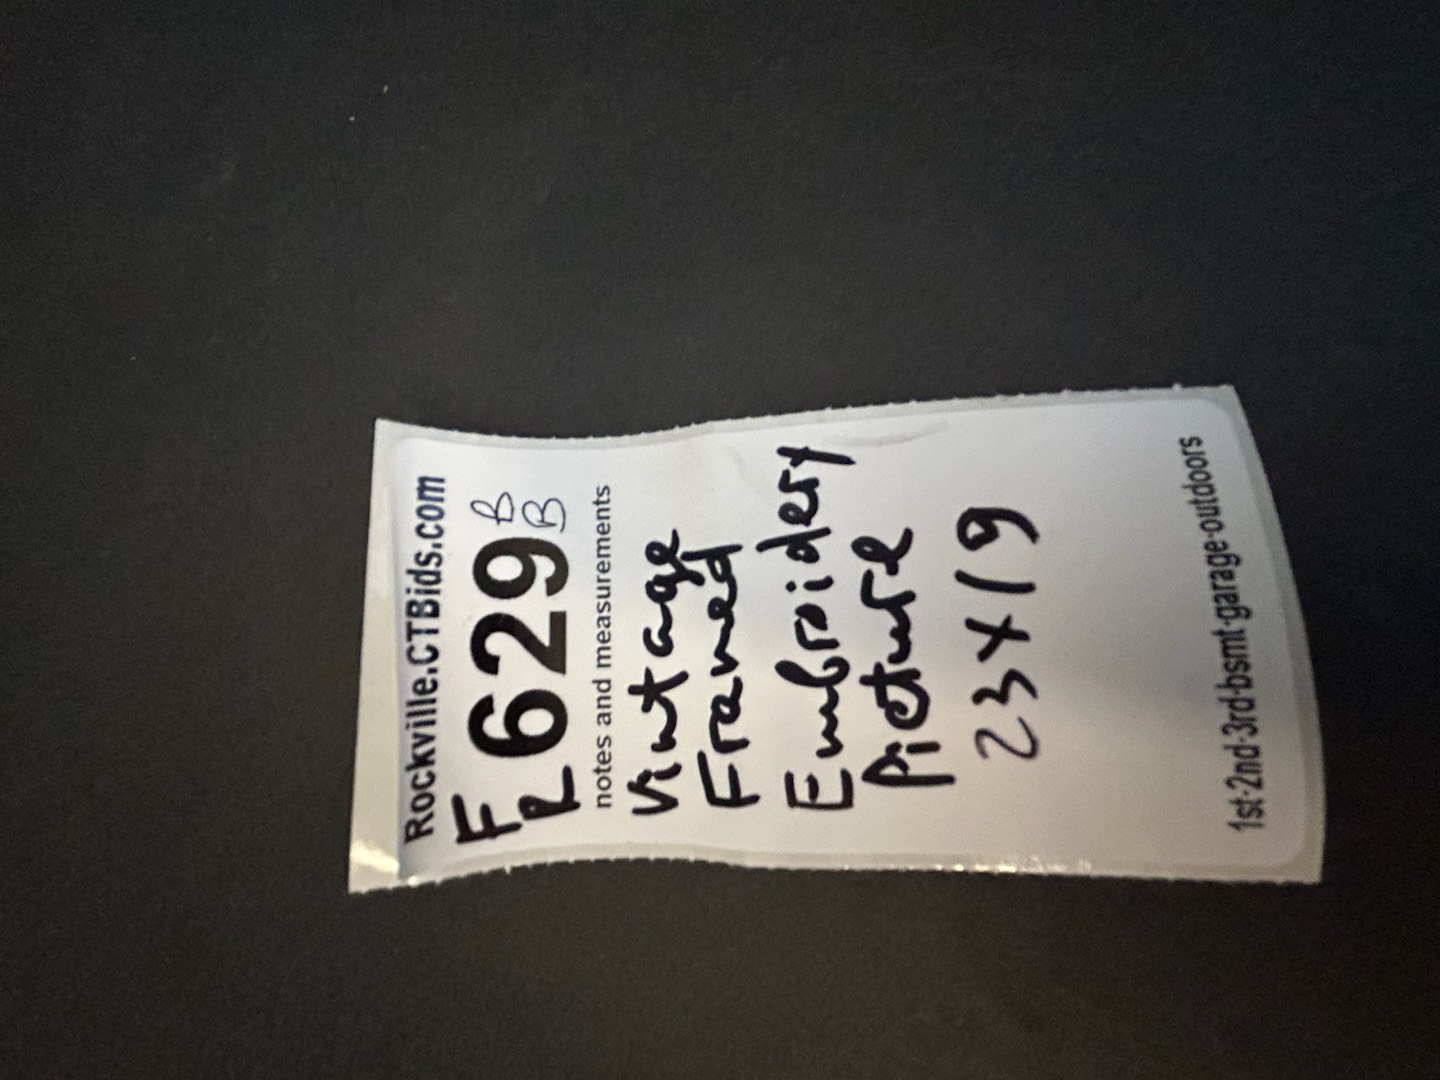 Rockville.CTBids.com
F B
R 629 B
notes and measurements
Vintage
Framed
Embroidery
Picture
23X19
1st·2nd·3rd·bsmt·garage·outdoors